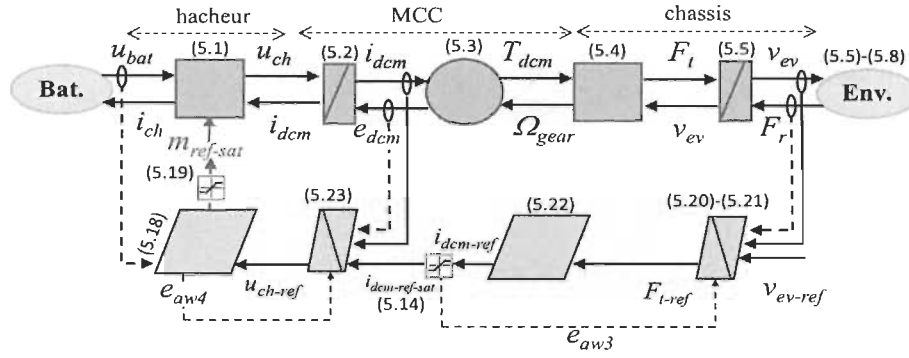 hacheur MCC chassis
(5.1) (5.2) (5.3) (5.4) (5.5) (5.5)-(5.8)
u_bat u_ch i_dcm T_dcm F_t v_ev
Bat. Env.
i_ch i_dcm e_dcm Ω_gear v_ev F_r
m_ref-sat
(5.19) (5.23) (5.22) (5.20)-(5.21)
(5.18) i_dcm-ref
e_aw4 u_ch-ref i_dcm-ref-sat F_t-ref v_ev-ref
(5.14)
e_aw3